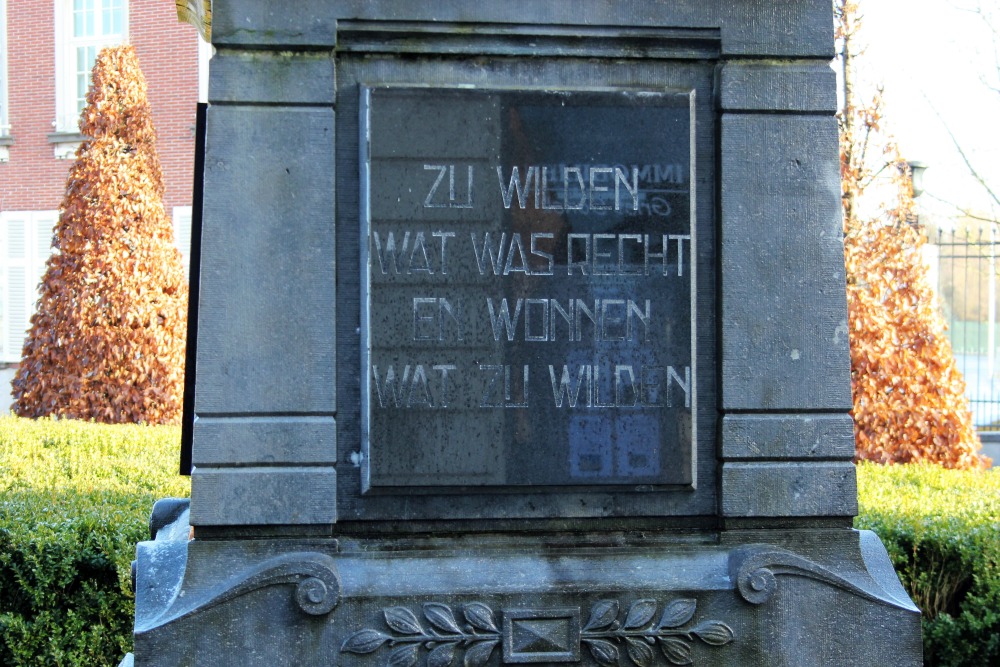 ZU WILDEN
WAT WAS RECHT
EN WONNEN
WAT ZU WILDEN